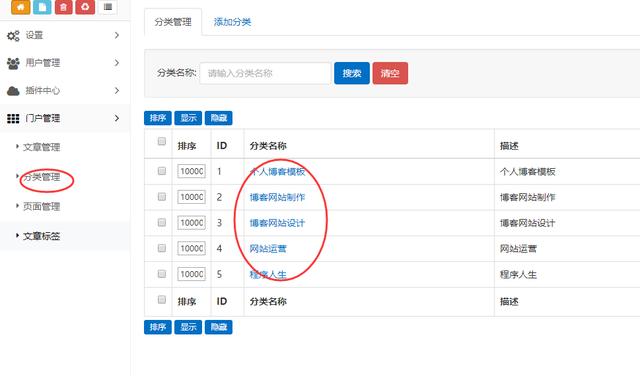 分类管理 添加分类
设置
用户管理
插件中心
门户管理
文章管理
分类管理
页面管理
文章标签
分类名称: 请输入分类名称 搜索 清空
排序 显示 隐藏
排序 ID 分类名称 描述
10000 1 个人博客模板 个人博客模板
10000 2 博客网站制作 博客网站制作
10000 3 博客网站设计 博客网站设计
10000 4 网站运营 网站运营
10000 5 程序人生 程序人生
排序 ID 分类名称 描述
排序 显示 隐藏